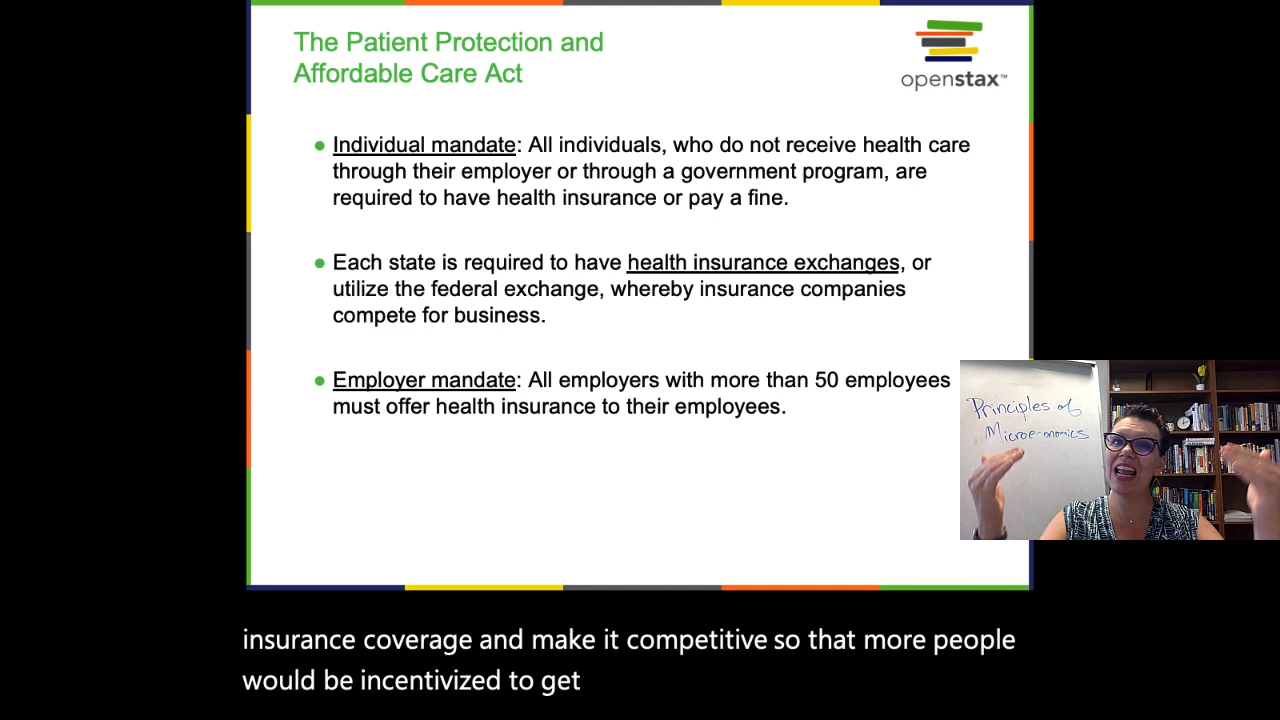 The Patient Protection and
Affordable Care Act
openstax™
● Individual mandate: All individuals, who do not receive health care
through their employer or through a government program, are
required to have health insurance or pay a fine.
● Each state is required to have health insurance exchanges, or
utilize the federal exchange, whereby insurance companies
compete for business.
● Employer mandate: All employers with more than 50 employees
must offer health insurance to their employees.
Principles of
Microe-onomics
insurance coverage and make it competitive so that more people
would be incentivized to get